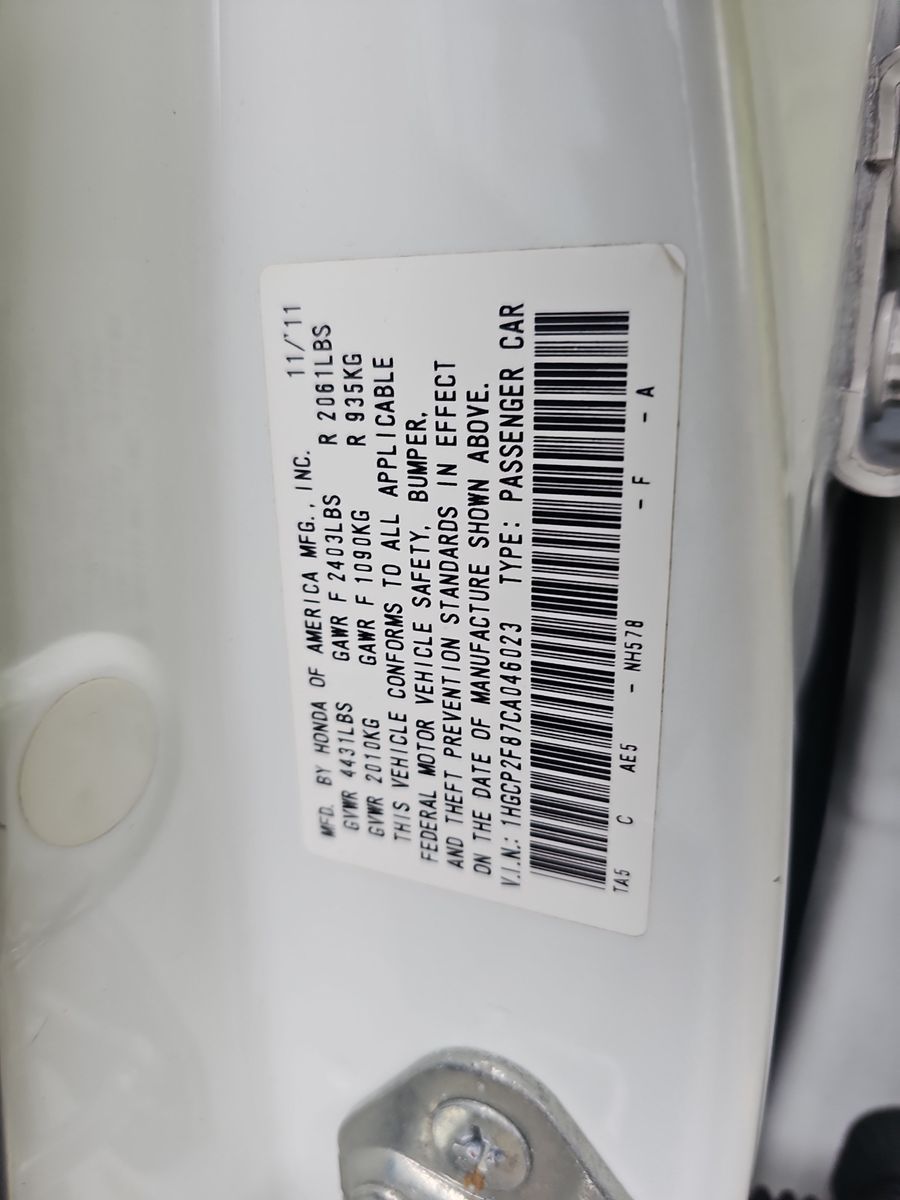 MFD. BY HONDA OF AMERICA MFG., INC. 11/'11
GVWR 4431LBS GAWR F 2403LBS R 2061LBS
GVWR 2010KG GAWR F 1090KG R 935KG
THIS VEHICLE CONFORMS TO ALL APPLICABLE
FEDERAL MOTOR VEHICLE SAFETY, BUMPER,
AND THEFT PREVENTION STANDARDS IN EFFECT
ON THE DATE OF MANUFACTURE SHOWN ABOVE.
V.I.N.: 1HGCP2F87CA046023 TYPE: PASSENGER CAR
TA5 C AE5 - NH578 - F - A